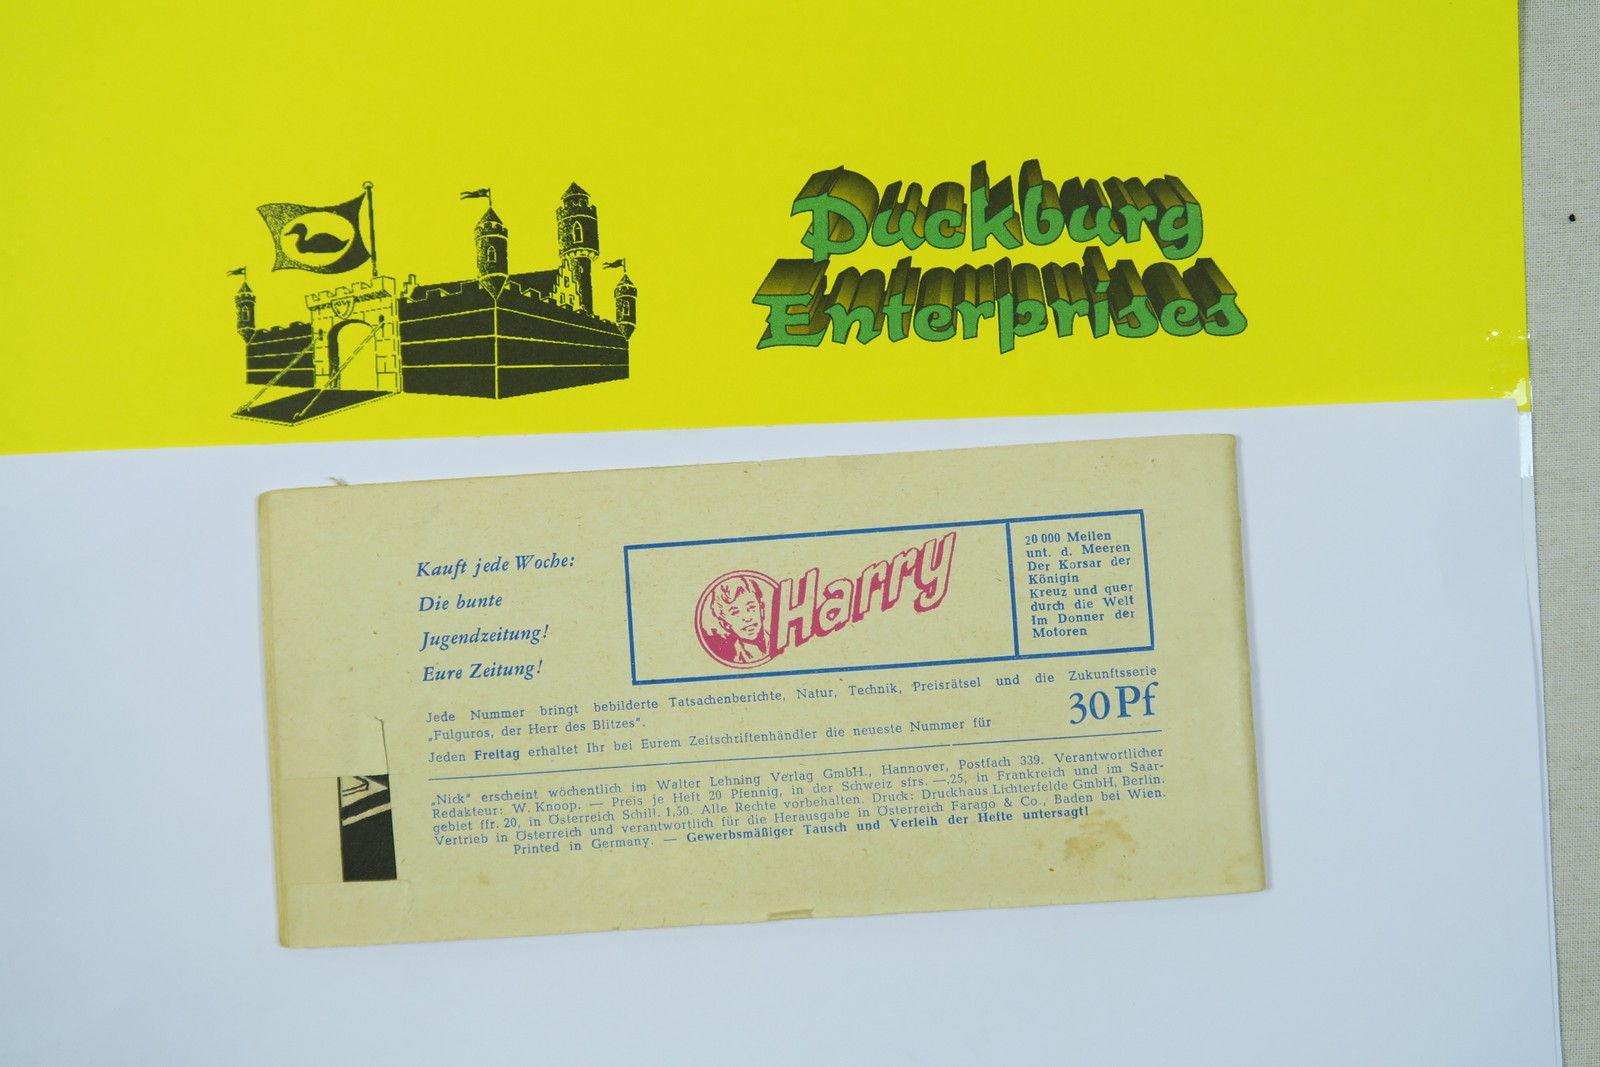 Duckburg
Enterprises
Kauft jede Woche:
Die bunte
Jugendzeitung!
Eure Zeitung!
Harry
20 000 Meilen
unt. d. Meeren
Der Korsar der
Königin
Kreuz und quer
durch die Welt
Im Donner der
Motoren
Jede Nummer bringt bebilderte Tatsachenberichte, Natur, Technik, Preisrätsel und die Zukunftsserie
„Fulguros, der Herr des Blitzes".
Jeden Freitag erhaltet Ihr bei Eurem Zeitschriftenhändler die neueste Nummer für
30 Pf
„Nick" erscheint wöchentlich im Walter Lehning Verlag GmbH., Hannover, Postfach 339. Verantwortlicher
Redakteur: W. Knoop. — Preis je Heft 20 Pfennig, in der Schweiz sfrs. —,25, in Frankreich und im Saar-
gebiet ffr. 20, in Österreich Schill. 1,50. Alle Rechte vorbehalten. Druck: Druckhaus Lichterfelde GmbH, Berlin.
Vertrieb in Österreich und verantwortlich für die Herausgabe in Österreich Farago & Co., Baden bei Wien.
Printed in Germany. — Gewerbsmäßiger Tausch und Verleih der Hefte untersagt!